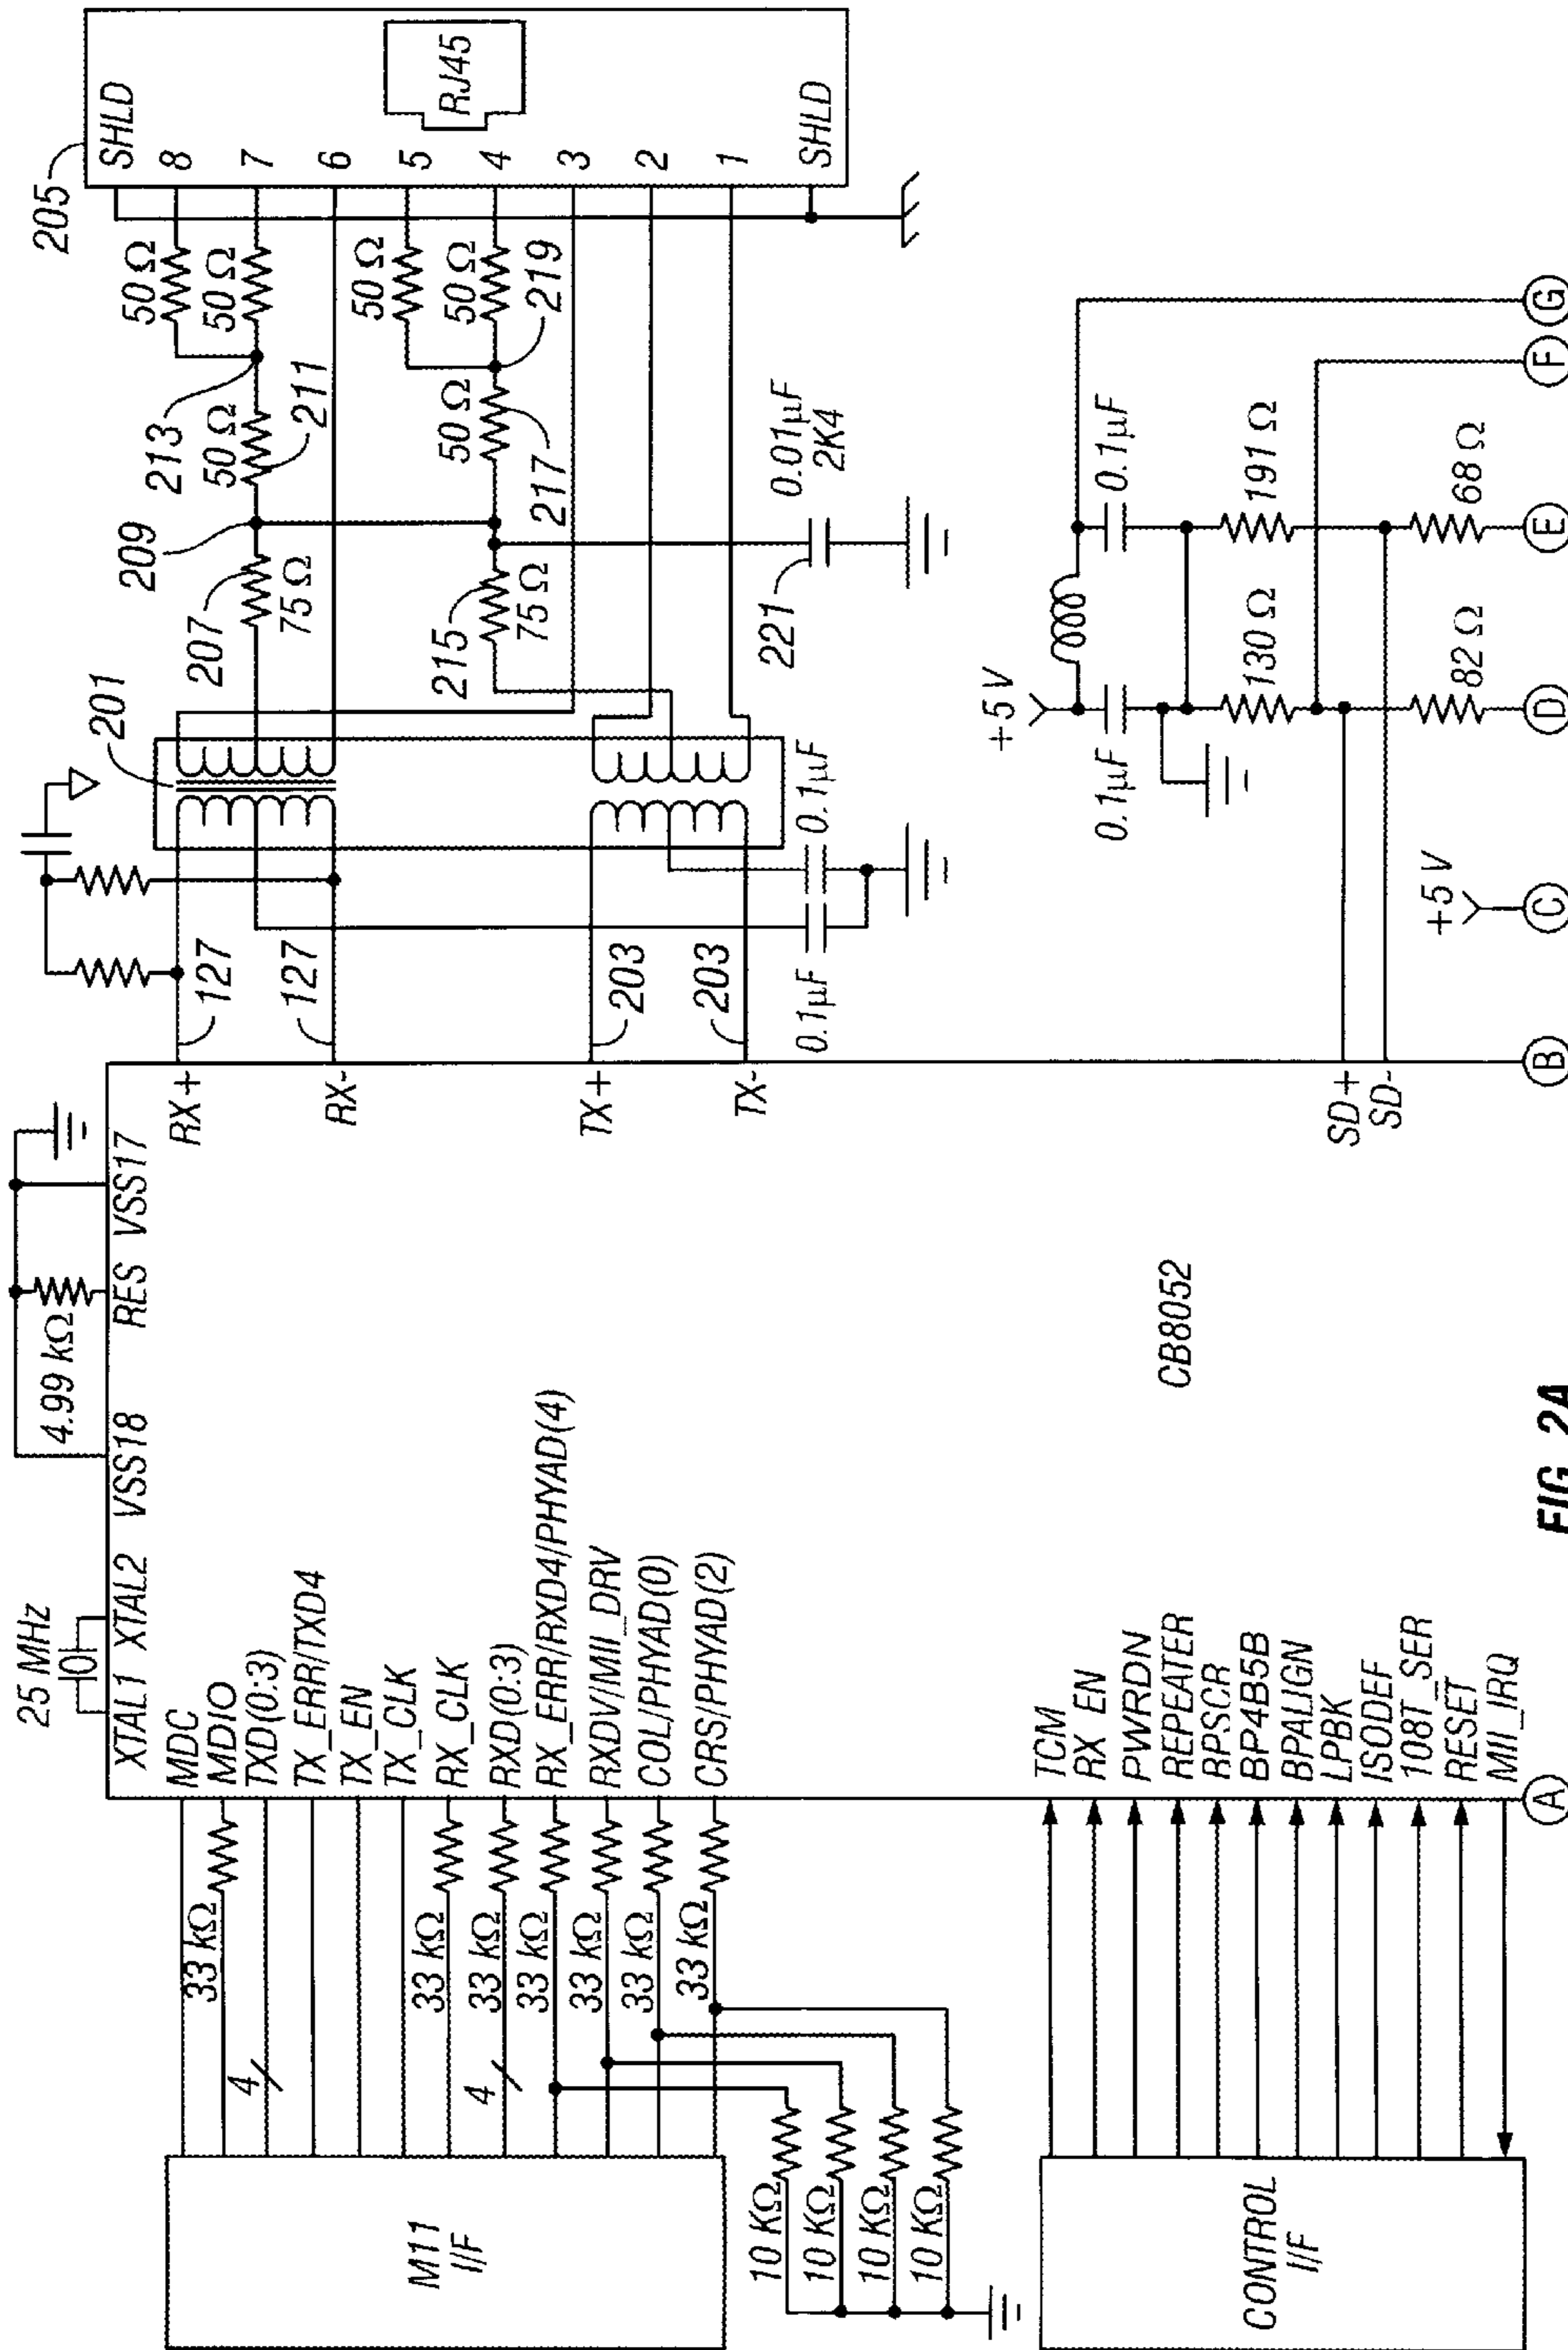 25 MHz
4.99 kΩ
XTAL1 XTAL2 VSS18 RES VSS17
MDC
MDIO
TXD(0:3)
TX_ERR/TXD4
TX_EN
TX_CLK
RX_CLK
RXD(0:3)
RX_ERR/RXD4/PHYAD(4)
RXDV/MII_DRV
COL/PHYAD(0)
CRS/PHYAD(2)
33 kΩ
4
33 kΩ
33 kΩ
4
33 kΩ
33 kΩ
33 kΩ
33 kΩ
M11
I/F
10 KΩ
10 KΩ
10 KΩ
10 KΩ
CONTROL
I/F
TCM
RX_EN
PWRDN
REPEATER
RPSCR
BP4B5B
BPALIGN
LPBK
ISODEF
108T_SER
RESET
MII_IRQ
CB8052
RX+
RX-
TX+
TX-
SD+
SD-
127
127
203
203
0.1µF
0.1µF
201
207
75 Ω
209
213
50 Ω
211
50 Ω
50 Ω
215
75 Ω
217
50 Ω
219
50 Ω
50 Ω
221
0.01µF
2K4
205
SHLD
8
7
6
5
4
3
2
1
SHLD
RJ45
+5 V
0.1µF
0.1µF
130 Ω
191 Ω
82 Ω
68 Ω
+5 V
A
B
C
D
E
F
G
FIG. 2A